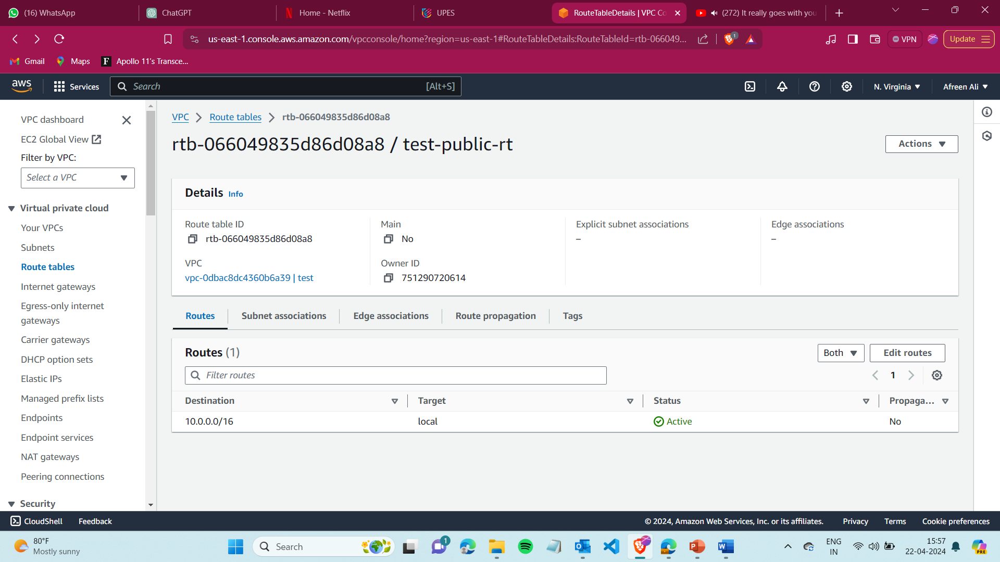 (16) WhatsApp
ChatGPT
Home - Netflix
UPES
RouteTableDetails | VPC Co
(272) It really goes with you
us-east-1.console.aws.amazon.com/vpcconsole/home?region=us-east-1#RouteTableDetails:RouteTableId=rtb-066049...
1
VPN
Update
Gmail
Maps
F
Apollo 11's Transce...
aws
Services
Search
[Alt+S]
N. Virginia
Afreen Ali
VPC dashboard
EC2 Global View
Filter by VPC:
Select a VPC
Virtual private cloud
Your VPCs
Subnets
Route tables
Internet gateways
Egress-only internet
gateways
Carrier gateways
DHCP option sets
Elastic IPs
Managed prefix lists
Endpoints
Endpoint services
NAT gateways
Peering connections
Security
VPC
Route tables
rtb-066049835d86d08a8
rtb-066049835d86d08a8 / test-public-rt
Actions
Details Info
Route table ID
rtb-066049835d86d08a8
Main
No
Explicit subnet associations
–
Edge associations
–
VPC
vpc-0dbac8dc4360b6a39 | test
Owner ID
751290720614
Routes
Subnet associations
Edge associations
Route propagation
Tags
Routes (1)
Both
Edit routes
Filter routes
1
Destination
Target
Status
Propaga...
10.0.0.0/16
local
Active
No
CloudShell
Feedback
© 2024, Amazon Web Services, Inc. or its affiliates.
Privacy
Terms
Cookie preferences
80°F
Mostly sunny
Search
1
ENG
IN
15:57
22-04-2024
PRE